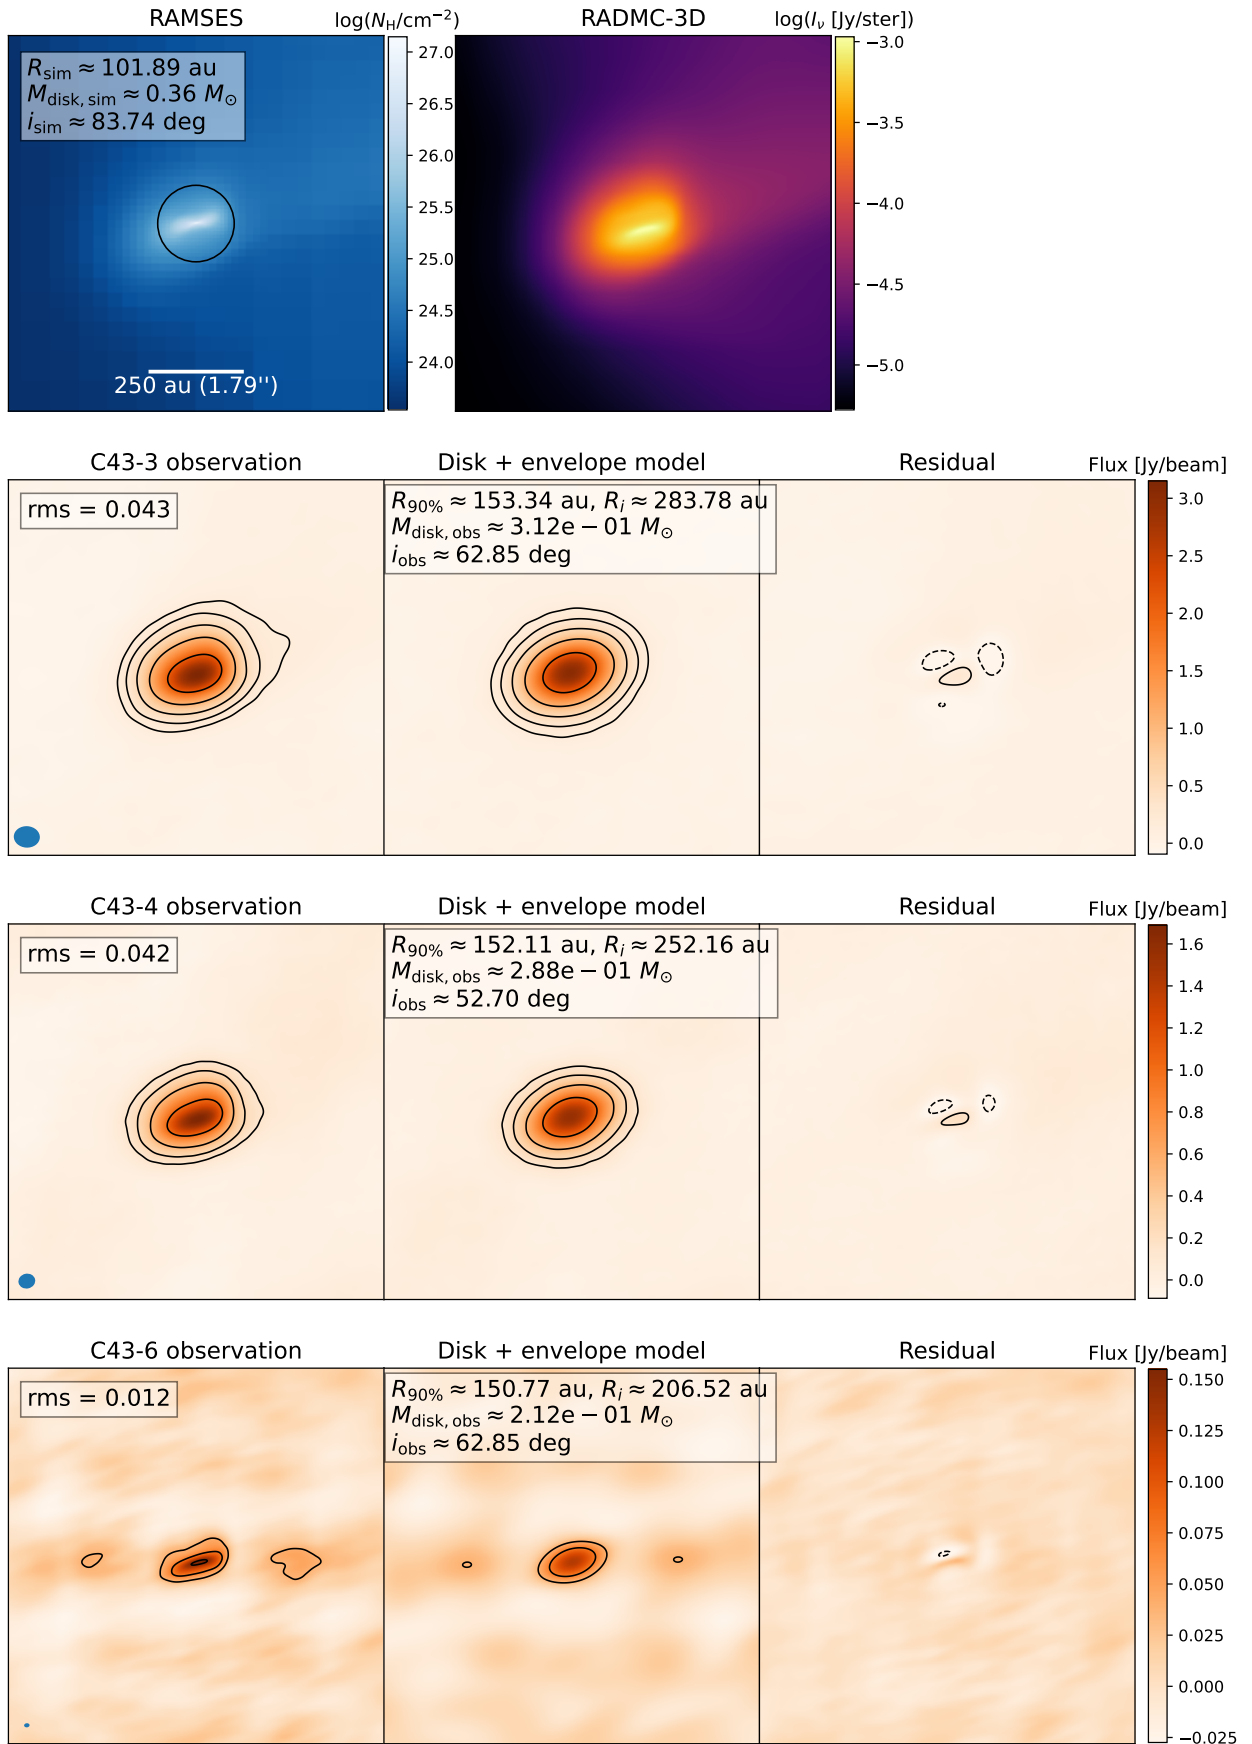 RAMSES
log(N_H/cm⁻²)
RADMC-3D
log(I_ν [Jy/ster])
R_sim ≈ 101.89 au
M_disk, sim ≈ 0.36 M_⊙
i_sim ≈ 83.74 deg
250 au (1.79'')
27.0
26.5
26.0
25.5
25.0
24.5
24.0
−3.0
−3.5
−4.0
−4.5
−5.0
C43-3 observation
Disk + envelope model
Residual
Flux [Jy/beam]
rms = 0.043
R_90% ≈ 153.34 au, R_i ≈ 283.78 au
M_disk, obs ≈ 3.12e − 01 M_⊙
i_obs ≈ 62.85 deg
3.0
2.5
2.0
1.5
1.0
0.5
0.0
C43-4 observation
Disk + envelope model
Residual
Flux [Jy/beam]
rms = 0.042
R_90% ≈ 152.11 au, R_i ≈ 252.16 au
M_disk, obs ≈ 2.88e − 01 M_⊙
i_obs ≈ 52.70 deg
1.6
1.4
1.2
1.0
0.8
0.6
0.4
0.2
0.0
C43-6 observation
Disk + envelope model
Residual
Flux [Jy/beam]
rms = 0.012
R_90% ≈ 150.77 au, R_i ≈ 206.52 au
M_disk, obs ≈ 2.12e − 01 M_⊙
i_obs ≈ 62.85 deg
0.150
0.125
0.100
0.075
0.050
0.025
0.000
−0.025